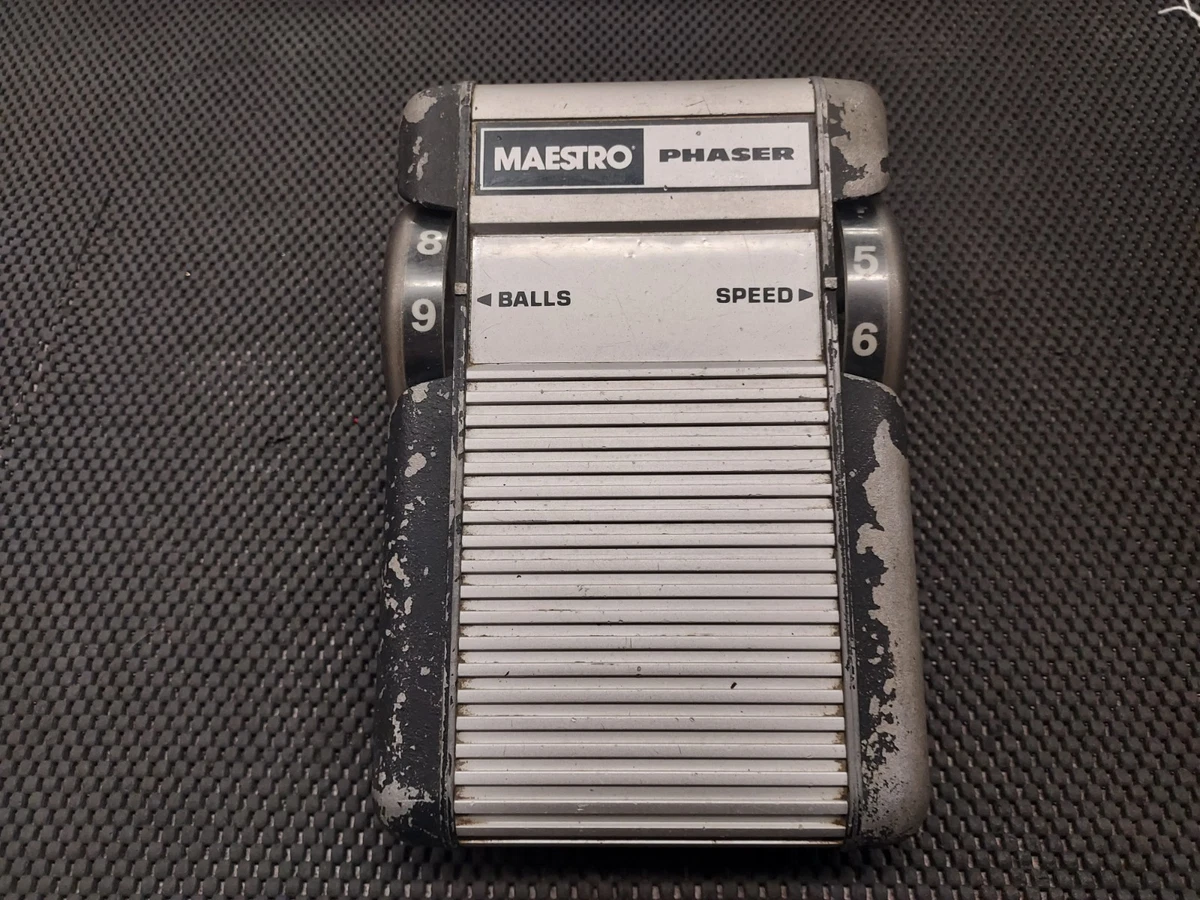 MAESTRO® PHASER
8 5
◄BALLS SPEED►
9 6